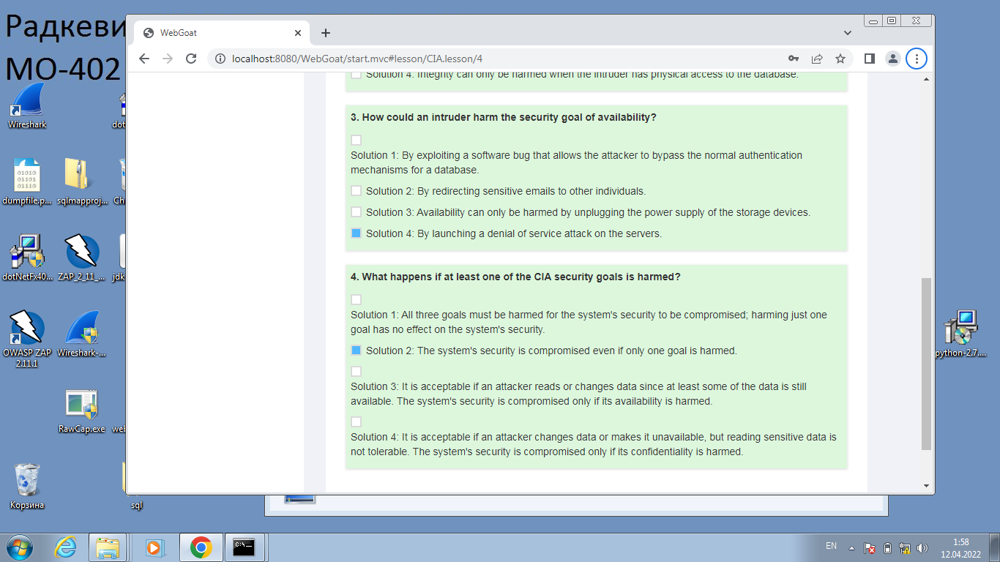 Радкеви
МО-402
WebGoat
localhost:8080/WebGoat/start.mvc#lesson/CIA.lesson/4
Solution 4: Integrity can only be harmed when the intruder has physical access to the database.
3. How could an intruder harm the security goal of availability?
Solution 1: By exploiting a software bug that allows the attacker to bypass the normal authentication
mechanisms for a database.
Solution 2: By redirecting sensitive emails to other individuals.
Solution 3: Availability can only be harmed by unplugging the power supply of the storage devices.
Solution 4: By launching a denial of service attack on the servers.
4. What happens if at least one of the CIA security goals is harmed?
Solution 1: All three goals must be harmed for the system's security to be compromised; harming just one
goal has no effect on the system's security.
Solution 2: The system's security is compromised even if only one goal is harmed.
Solution 3: It is acceptable if an attacker reads or changes data since at least some of the data is still
available. The system's security is compromised only if its availability is harmed.
Solution 4: It is acceptable if an attacker changes data or makes it unavailable, but reading sensitive data is
not tolerable. The system's security is compromised only if its confidentiality is harmed.
Wireshark
dot
01010
01101
01110
dumpfile.p...
sqlmapproj...
Ch
dotNetFx40...
ZAP_2_11_...
jdk
OWASP ZAP
2.11.1
Wireshark-...
RawCap.exe
web
Корзина
sql
python-2.7....
C:\
EN
1:58
12.04.2022